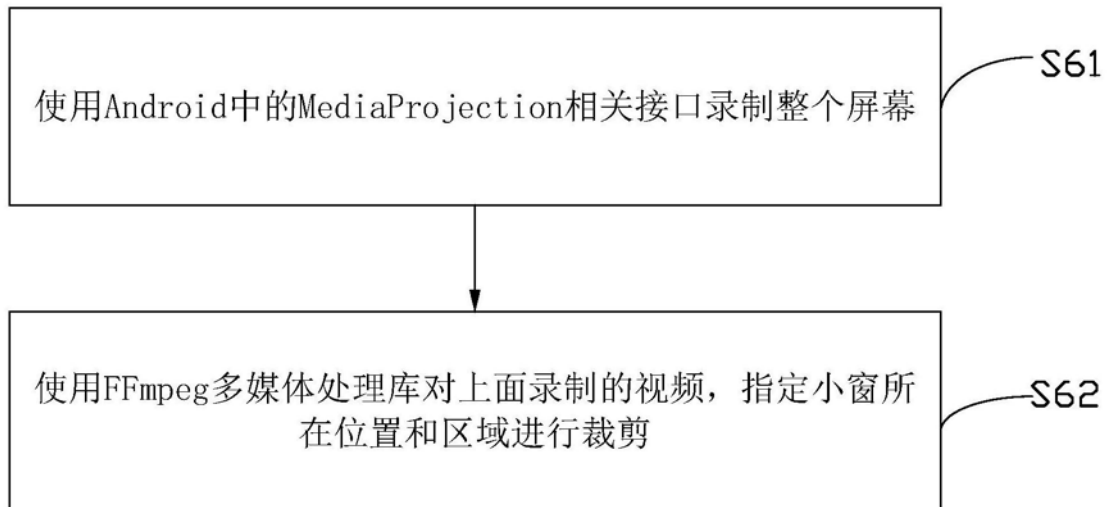 使用Android中的MediaProjection相关接口录制整个屏幕
S61
使用FFmpeg多媒体处理库对上面录制的视频，指定小窗所
在位置和区域进行裁剪
S62